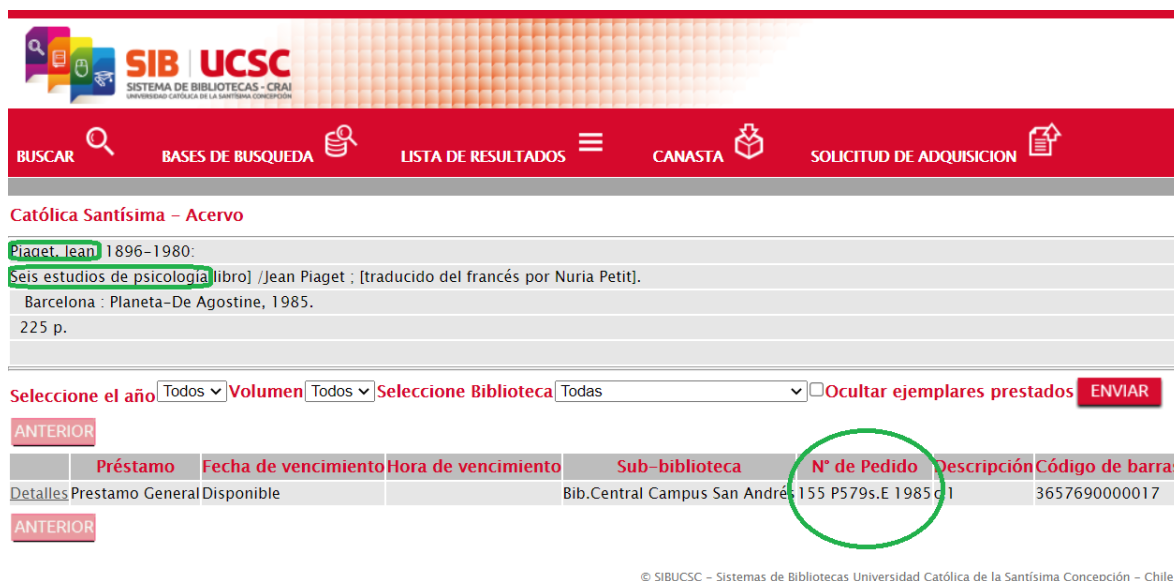 SIB UCSC
SISTEMA DE BIBLIOTECAS - CRAI
UNIVERSIDAD CATÓLICA DE LA SANTÍSIMA CONCEPCIÓN
BUSCAR BASES DE BUSQUEDA LISTA DE RESULTADOS CANASTA SOLICITUD DE ADQUISICION
Católica Santísima - Acervo
Piaget, Jean, 1896-1980:
Seis estudios de psicología libro] /Jean Piaget ; [traducido del francés por Nuria Petit].
Barcelona : Planeta-De Agostine, 1985.
225 p.
Seleccione el año Todos Volumen Todos Seleccione Biblioteca Todas Ocultar ejemplares prestados ENVIAR
ANTERIOR
Préstamo Fecha de vencimiento Hora de vencimiento Sub-biblioteca N° de Pedido Descripción Código de barras
Detalles Prestamo General Disponible Bib.Central Campus San Andrés 155 P579s.E 1985 c.1 3657690000017
ANTERIOR
© SIBUCSC - Sistemas de Bibliotecas Universidad Católica de la Santísima Concepción - Chile